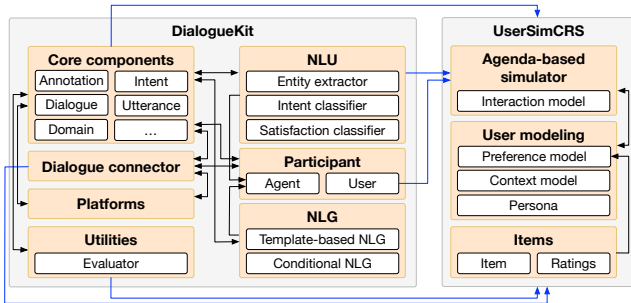 DialogueKit
Core components
Annotation
Intent
Dialogue
Utterance
Domain
...
Dialogue connector
Platforms
Utilities
Evaluator
NLU
Entity extractor
Intent classifier
Satisfaction classifier
Participant
Agent
User
NLG
Template-based NLG
Conditional NLG
UserSimCRS
Agenda-based
simulator
Interaction model
User modeling
Preference model
Context model
Persona
Items
Item
Ratings